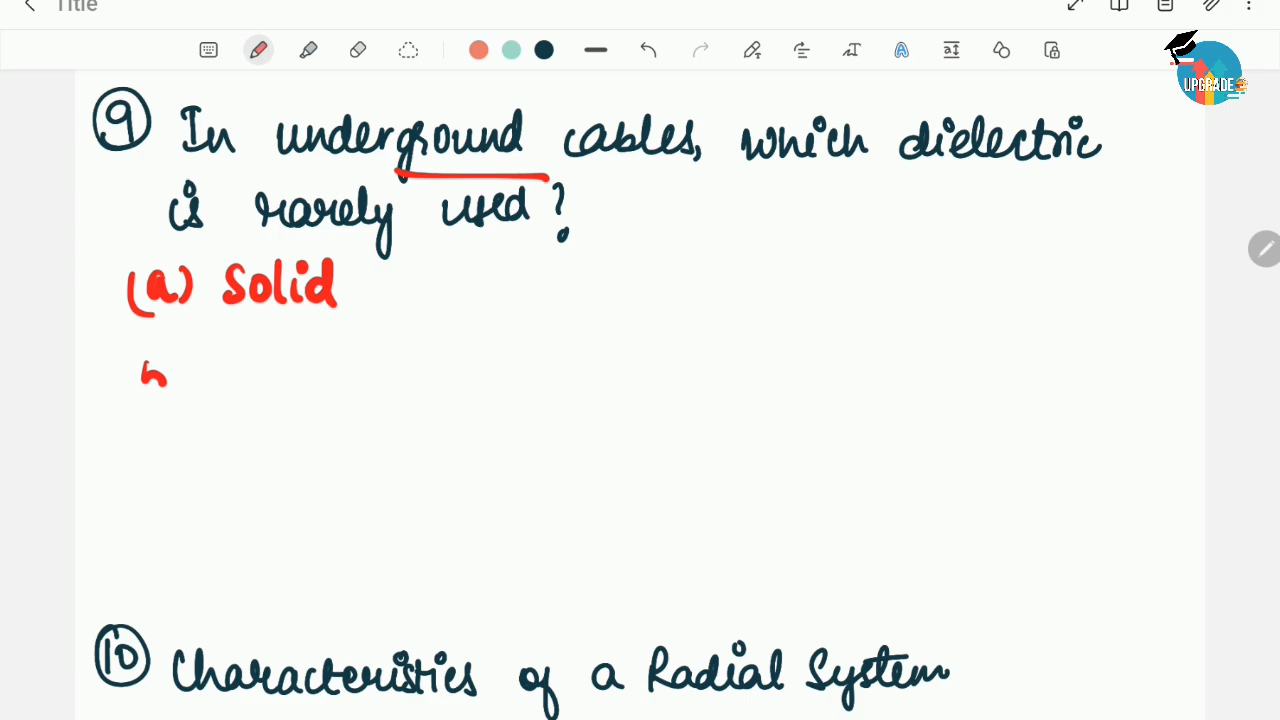 Title
UPGRADE
9 In underground cables, which dielectric
is rarely used?
(a) Solid
10 Characteristics of a Radial System